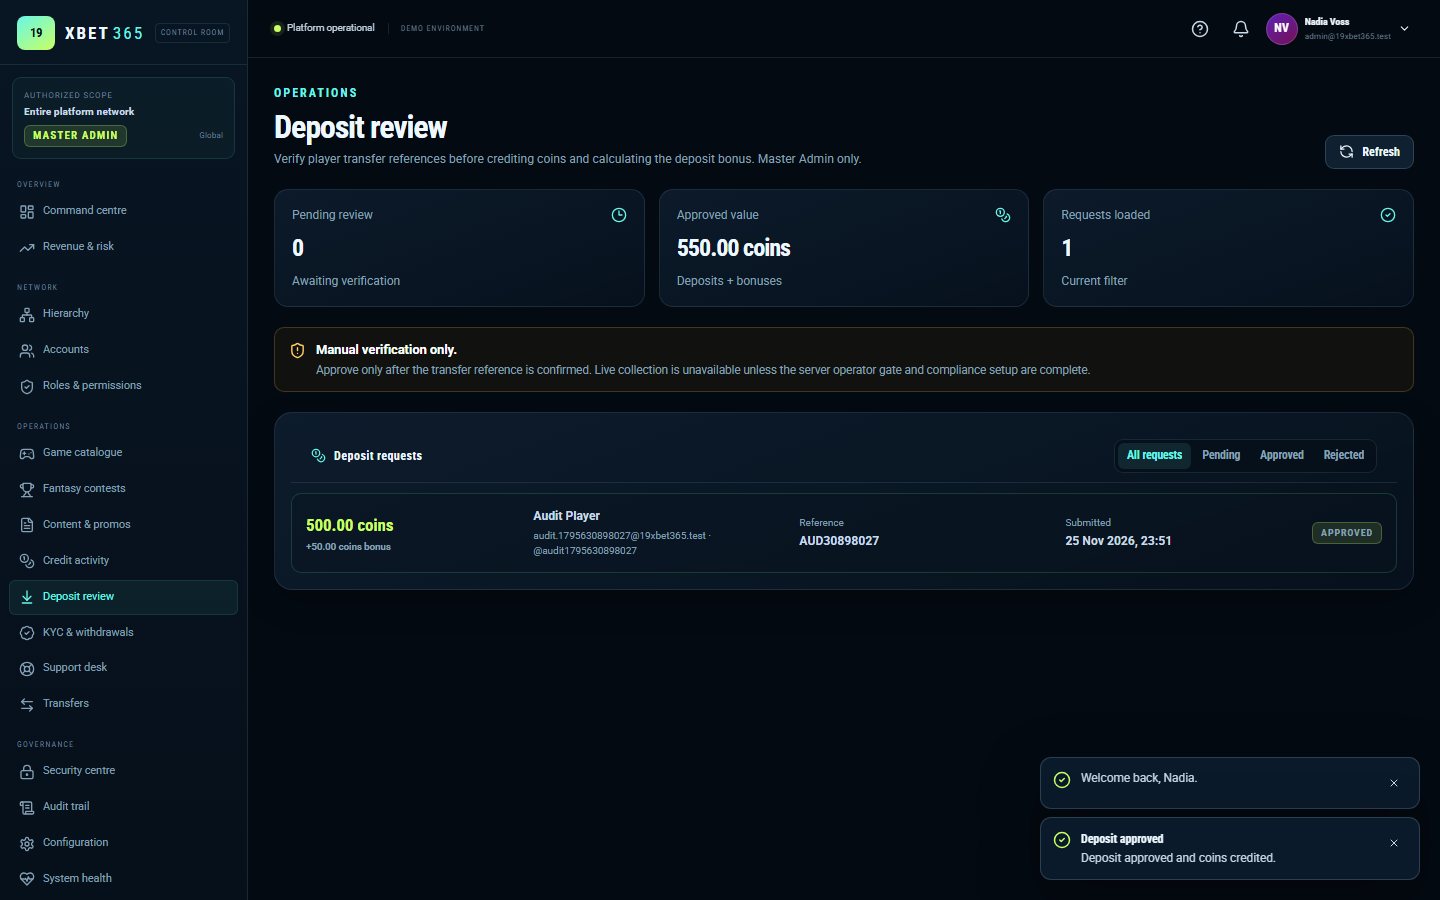 19 XBET 365 CONTROL ROOM
AUTHORIZED SCOPE
Entire platform network
MASTER ADMIN Global
OVERVIEW
Command centre
Revenue & risk
NETWORK
Hierarchy
Accounts
Roles & permissions
OPERATIONS
Game catalogue
Fantasy contests
Content & promos
Credit activity
Deposit review
KYC & withdrawals
Support desk
Transfers
GOVERNANCE
Security centre
Audit trail
Configuration
System health
Platform operational DEMO ENVIRONMENT
NV
Nadia Voss
admin@19xbet365.test
OPERATIONS
Deposit review
Verify player transfer references before crediting coins and calculating the deposit bonus. Master Admin only.
Refresh
Pending review
0
Awaiting verification
Approved value
550.00 coins
Deposits + bonuses
Requests loaded
1
Current filter
Manual verification only.
Approve only after the transfer reference is confirmed. Live collection is unavailable unless the server operator gate and compliance setup are complete.
Deposit requests
All requests Pending Approved Rejected
500.00 coins
+50.00 coins bonus
Audit Player
audit.1795630898027@19xbet365.test ·
@audit1795630898027
Reference
AUD30898027
Submitted
25 Nov 2026, 23:51
APPROVED
Welcome back, Nadia.
Deposit approved
Deposit approved and coins credited.